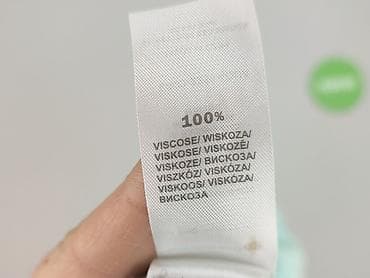 100%
VISCOSE/ WISKOZA/
VISKOSE/ VISKOZĖ/
VISKOZE/ ВИСКОЗА/
VISZKÓZ/ VISKÓZA/
VISKOOS/ VISKÓZA/
ВИСКОЗА